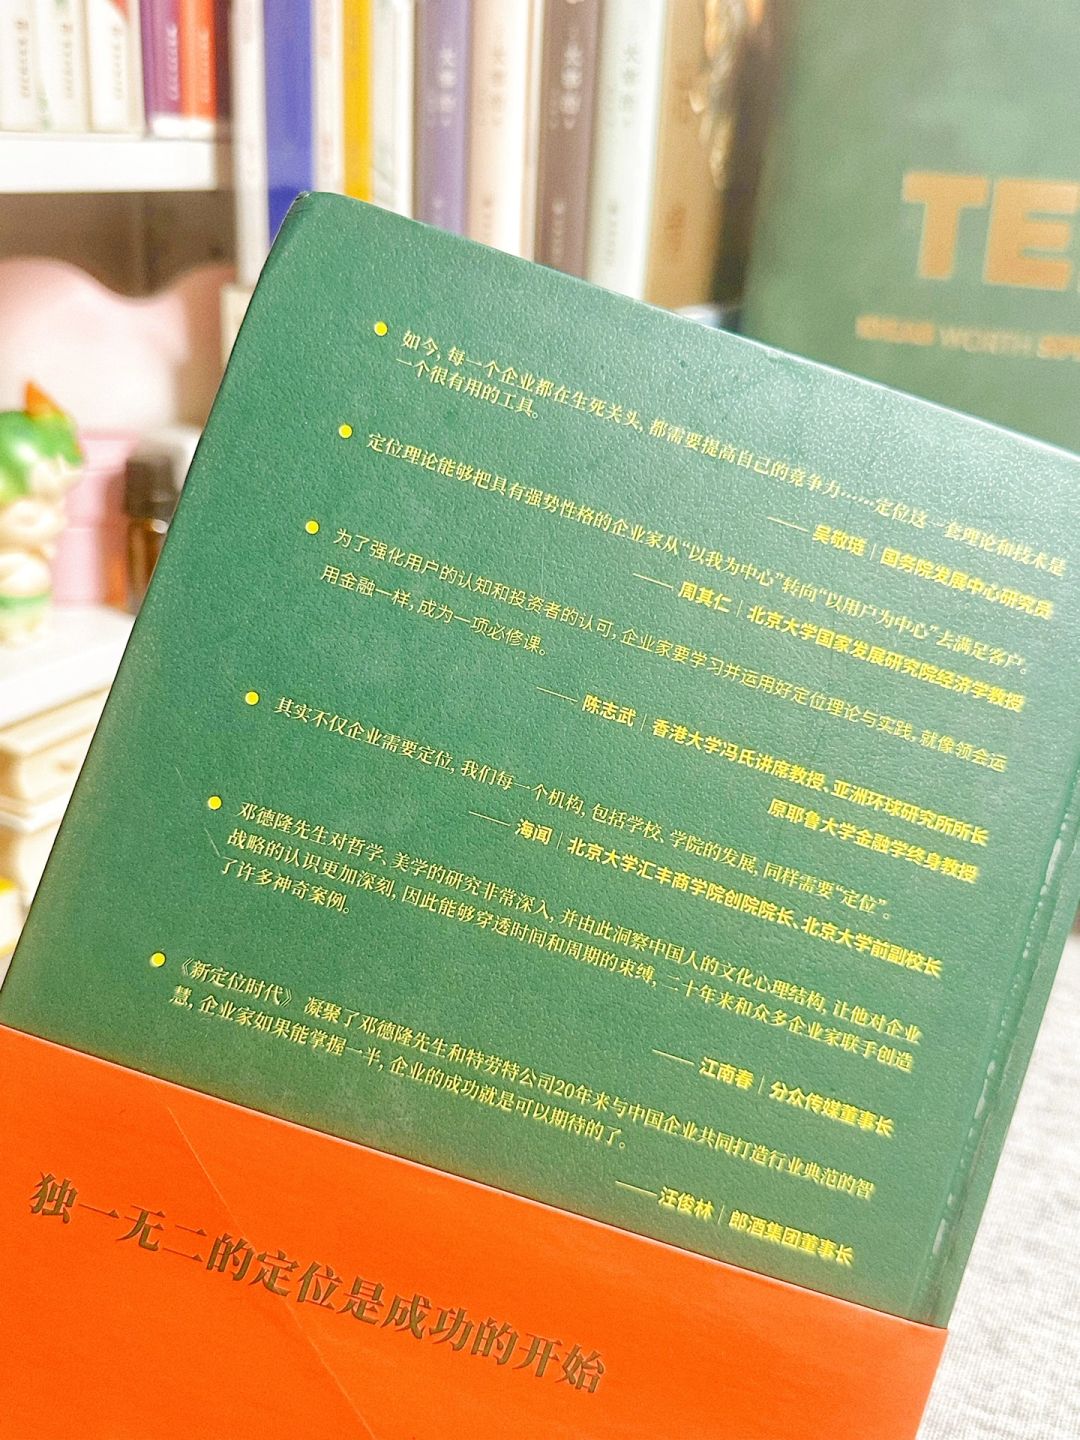 TE
IDEAS WORTH SPE
如今，每一个企业都在生死关头，都需要提高自己的竞争力……定位这一套理论和技术是
一个很有用的工具。
——吴敬琏｜国务院发展中心研究员
定位理论能够把具有强势性格的企业家从“以我为中心”转向“以用户为中心”去满足客户。
——周其仁｜北京大学国家发展研究院经济学教授
为了强化用户的认知和投资者的认可，企业家要学习并运用好定位理论与实践，就像领会运
用金融一样，成为一项必修课。
——陈志武｜香港大学冯氏讲席教授、亚洲环球研究所所长
原耶鲁大学金融学终身教授
其实不仅企业需要定位，我们每一个机构，包括学校、学院的发展，同样需要“定位”。
——海闻｜北京大学汇丰商学院创院院长、北京大学前副校长
邓德隆先生对哲学、美学的研究非常深入，并由此洞察中国人的文化心理结构，让他对企业
战略的认识更加深刻，因此能够穿透时间和周期的束缚，二十年来和众多企业家联手创造
了许多神奇案例。
——江南春｜分众传媒董事长
《新定位时代》凝聚了邓德隆先生和特劳特公司20年来与中国企业共同打造行业典范的智
慧，企业家如果能掌握一半，企业的成功就是可以期待的了。
——汪俊林｜郎酒集团董事长
独一无二的定位是成功的开始